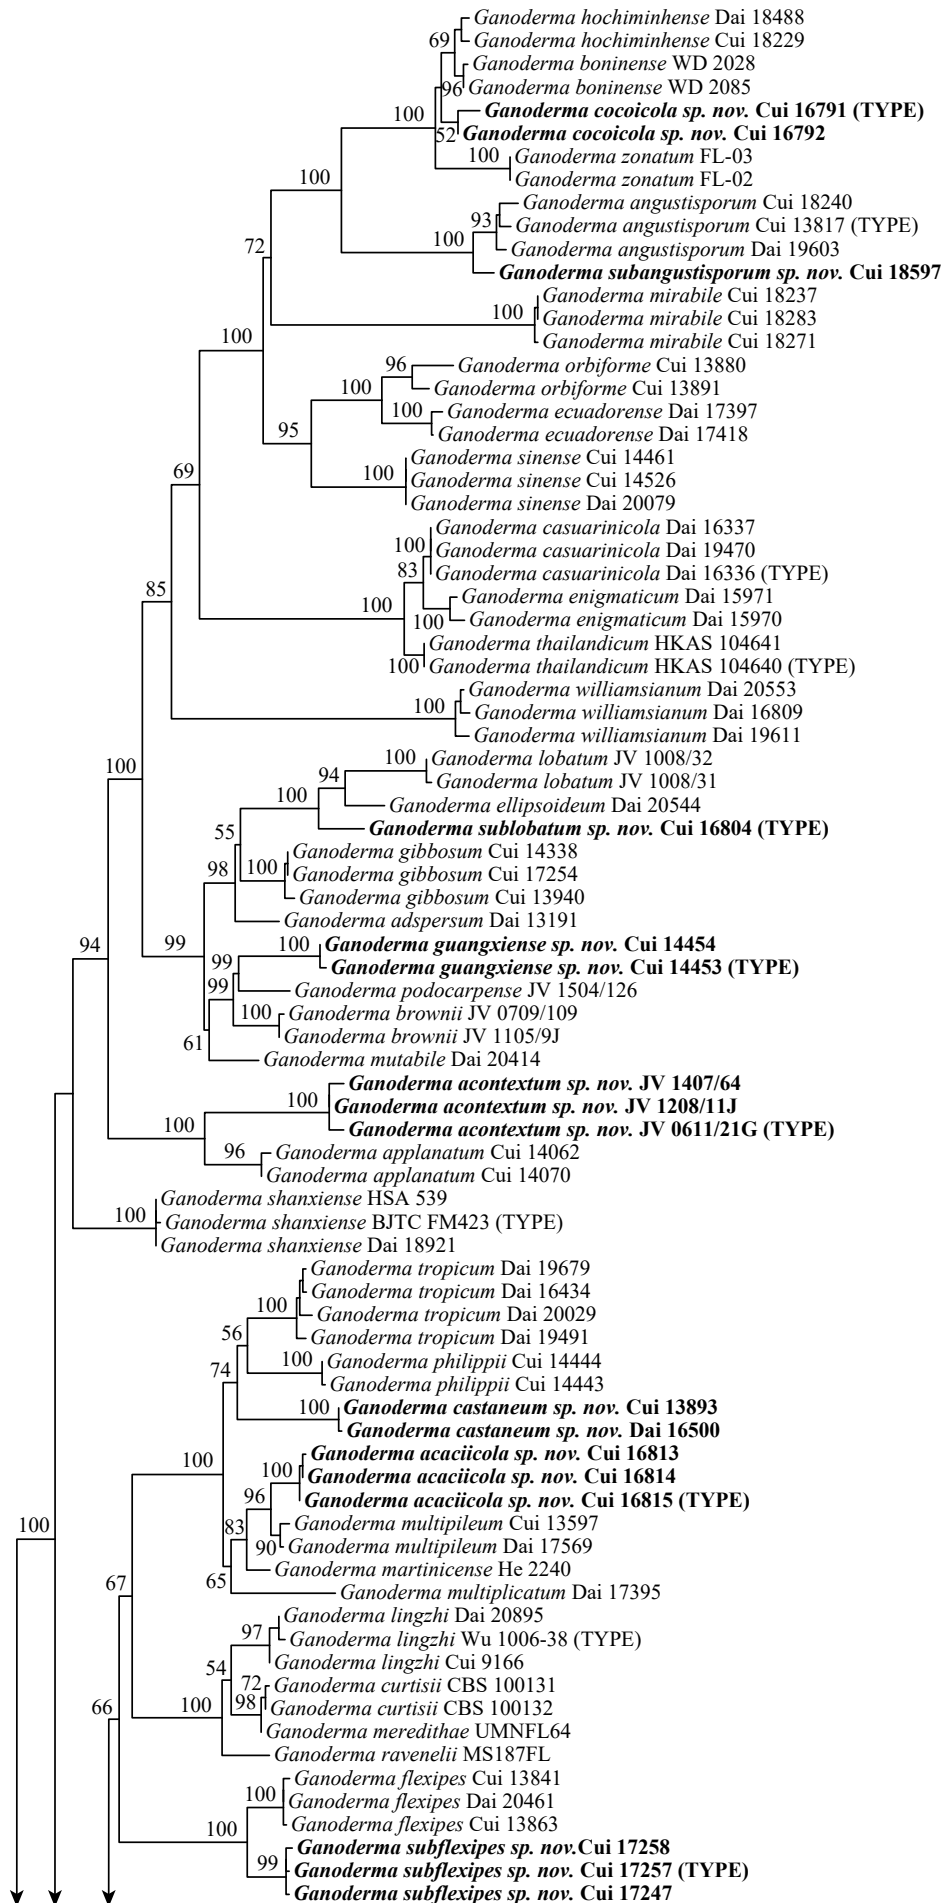 Ganoderma hochiminhense Dai 18488
69 Ganoderma hochiminhense Cui 18229
Ganoderma boninense WD 2028
96 Ganoderma boninense WD 2085
100 Ganoderma cocoicola sp. nov. Cui 16791 (TYPE)
52 Ganoderma cocoicola sp. nov. Cui 16792
100 Ganoderma zonatum FL-03
100 Ganoderma zonatum FL-02
Ganoderma angustisporum Cui 18240
93 Ganoderma angustisporum Cui 13817 (TYPE)
72 100 Ganoderma angustisporum Dai 19603
Ganoderma subangustisporum sp. nov. Cui 18597
Ganoderma mirabile Cui 18237
100 Ganoderma mirabile Cui 18283
100 Ganoderma mirabile Cui 18271
96 Ganoderma orbiforme Cui 13880
100 Ganoderma orbiforme Cui 13891
100 Ganoderma ecuadorense Dai 17397
95 Ganoderma ecuadorense Dai 17418
Ganoderma sinense Cui 14461
69 100 Ganoderma sinense Cui 14526
Ganoderma sinense Dai 20079
Ganoderma casuarinicola Dai 16337
100 Ganoderma casuarinicola Dai 19470
83 Ganoderma casuarinicola Dai 16336 (TYPE)
85 100 Ganoderma enigmaticum Dai 15971
100 Ganoderma enigmaticum Dai 15970
Ganoderma thailandicum HKAS 104641
100 Ganoderma thailandicum HKAS 104640 (TYPE)
Ganoderma williamsianum Dai 20553
100 Ganoderma williamsianum Dai 16809
Ganoderma williamsianum Dai 19611
100 100 Ganoderma lobatum JV 1008/32
94 Ganoderma lobatum JV 1008/31
100 Ganoderma ellipsoideum Dai 20544
55 Ganoderma sublobatum sp. nov. Cui 16804 (TYPE)
Ganoderma gibbosum Cui 14338
98 100 Ganoderma gibbosum Cui 17254
Ganoderma gibbosum Cui 13940
Ganoderma adspersum Dai 13191
94 99 100 Ganoderma guangxiense sp. nov. Cui 14454
99 Ganoderma guangxiense sp. nov. Cui 14453 (TYPE)
99 Ganoderma podocarpense JV 1504/126
100 Ganoderma brownii JV 0709/109
61 Ganoderma brownii JV 1105/9J
Ganoderma mutabile Dai 20414
Ganoderma acontextum sp. nov. JV 1407/64
100 Ganoderma acontextum sp. nov. JV 1208/11J
100 Ganoderma acontextum sp. nov. JV 0611/21G (TYPE)
96 Ganoderma applanatum Cui 14062
Ganoderma applanatum Cui 14070
Ganoderma shanxiense HSA 539
100 Ganoderma shanxiense BJTC FM423 (TYPE)
Ganoderma shanxiense Dai 18921
Ganoderma tropicum Dai 19679
Ganoderma tropicum Dai 16434
100 Ganoderma tropicum Dai 20029
56 Ganoderma tropicum Dai 19491
100 Ganoderma philippii Cui 14444
74 Ganoderma philippii Cui 14443
100 Ganoderma castaneum sp. nov. Cui 13893
Ganoderma castaneum sp. nov. Dai 16500
100 Ganoderma acaciicola sp. nov. Cui 16813
100 Ganoderma acaciicola sp. nov. Cui 16814
96 Ganoderma acaciicola sp. nov. Cui 16815 (TYPE)
100 83 Ganoderma multipileum Cui 13597
90 Ganoderma multipileum Dai 17569
67 65 Ganoderma martinicense He 2240
Ganoderma multiplicatum Dai 17395
Ganoderma lingzhi Dai 20895
97 Ganoderma lingzhi Wu 1006-38 (TYPE)
54 Ganoderma lingzhi Cui 9166
72 Ganoderma curtisii CBS 100131
66 100 98 Ganoderma curtisii CBS 100132
Ganoderma meredithae UMNFL64
Ganoderma ravenelii MS187FL
Ganoderma flexipes Cui 13841
100 Ganoderma flexipes Dai 20461
100 Ganoderma flexipes Cui 13863
Ganoderma subflexipes sp. nov.Cui 17258
99 Ganoderma subflexipes sp. nov. Cui 17257 (TYPE)
Ganoderma subflexipes sp. nov. Cui 17247